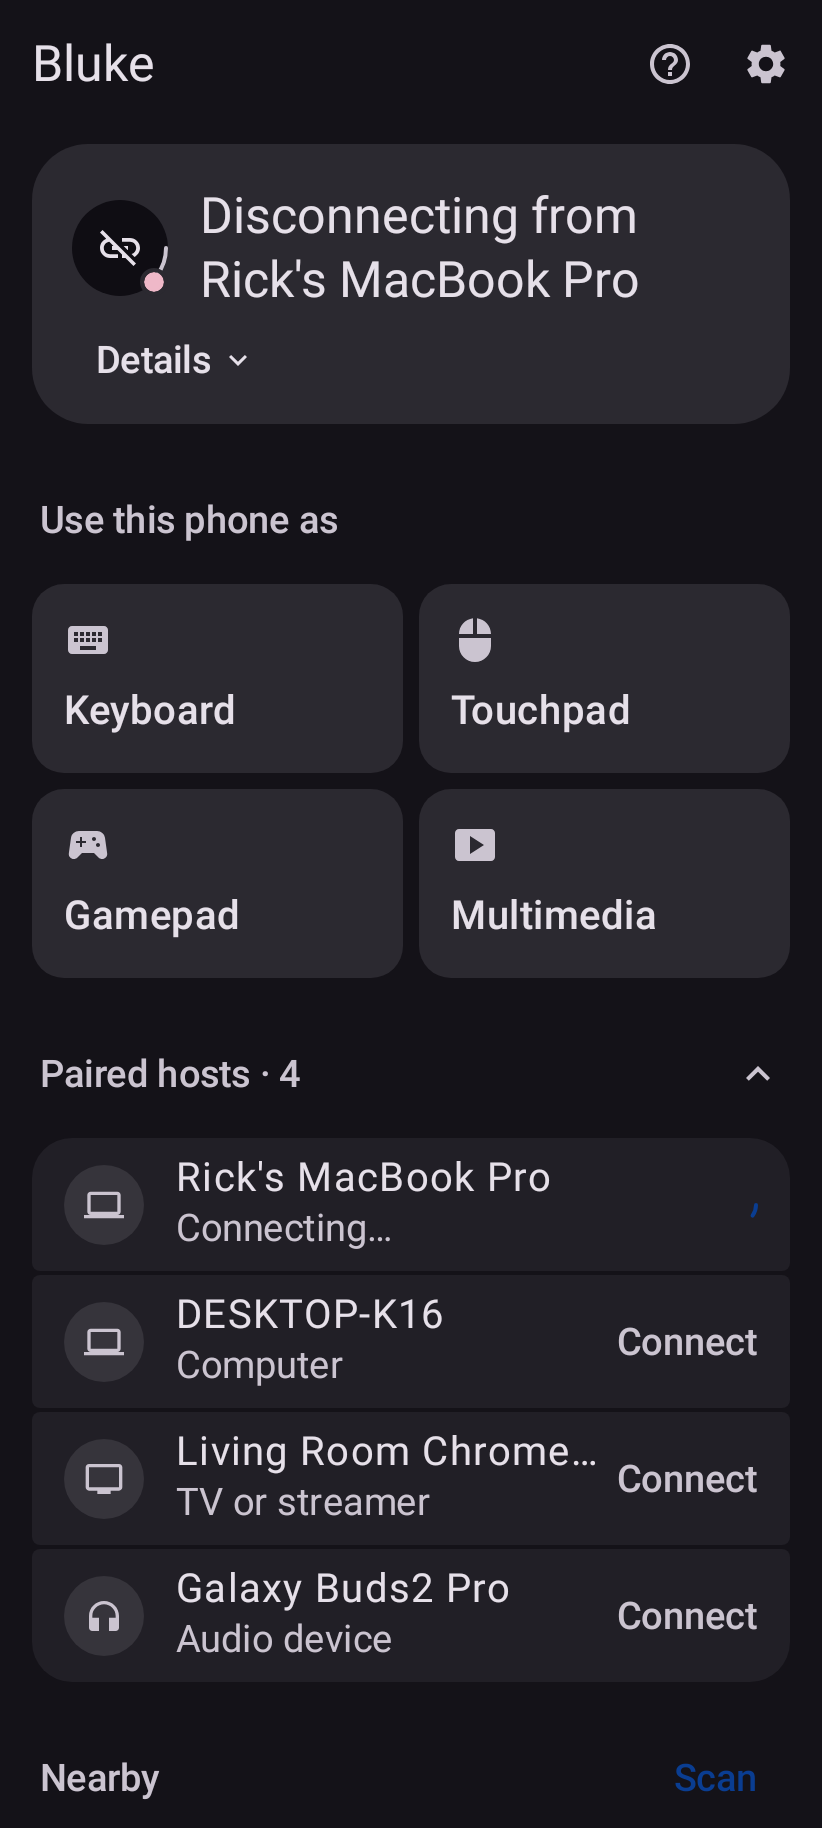 Bluke
Disconnecting from
Rick's MacBook Pro
Details
Use this phone as
Keyboard
Touchpad
Gamepad
Multimedia
Paired hosts · 4
Rick's MacBook Pro
Connecting…
DESKTOP-K16
Computer
Connect
Living Room Chrome…
TV or streamer
Connect
Galaxy Buds2 Pro
Audio device
Connect
Nearby
Scan